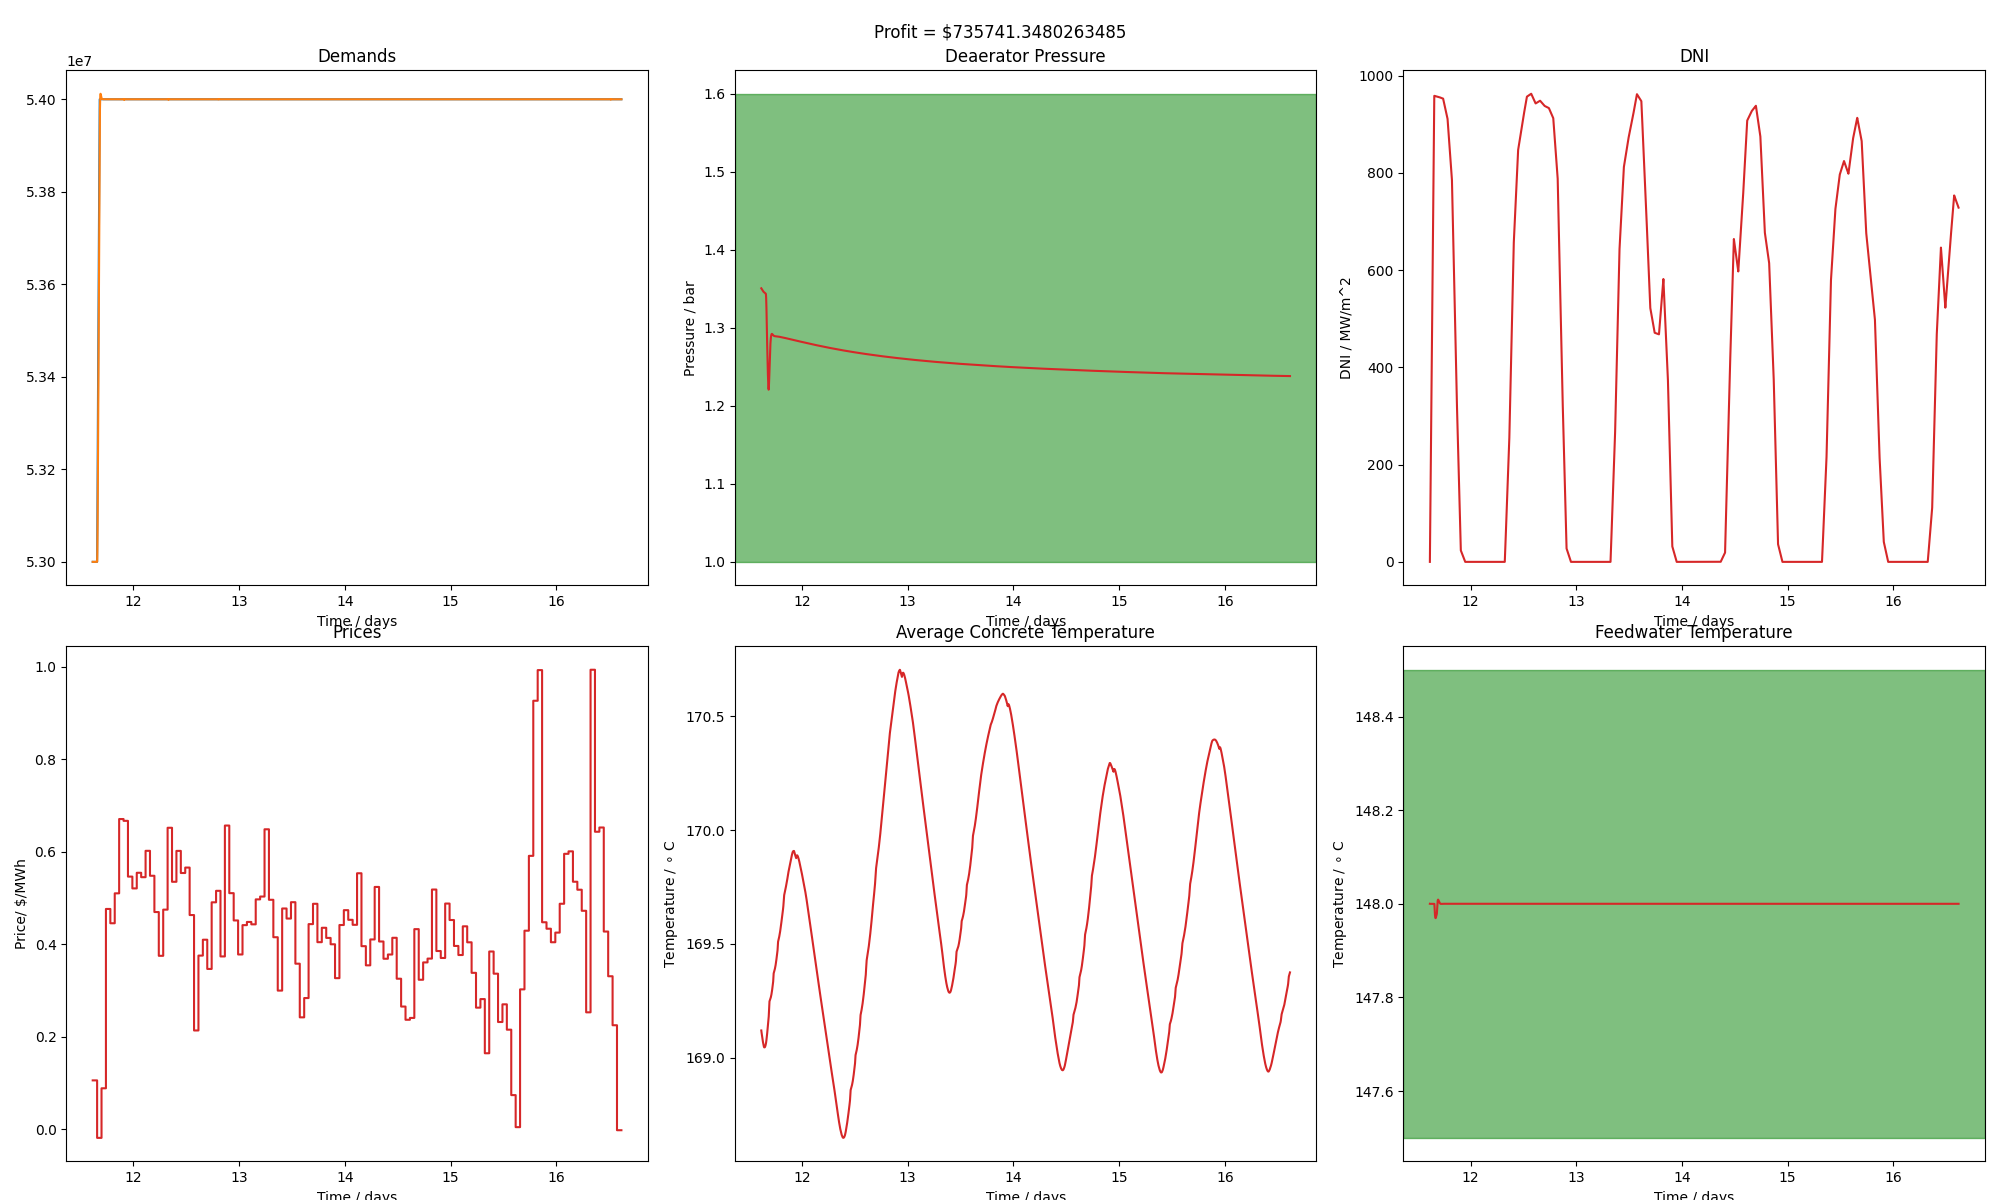 Profit = $735741.3480263485
Demands
1e7
5.40
5.38
5.36
5.34
5.32
5.30
12 13 14 15 16
Time / days
Deaerator Pressure
Pressure / bar
1.6
1.5
1.4
1.3
1.2
1.1
1.0
12 13 14 15 16
Time / days
DNI
DNI / MW/m^2
1000
800
600
400
200
0
12 13 14 15 16
Time / days
Prices
Price/ $/MWh
1.0
0.8
0.6
0.4
0.2
0.0
12 13 14 15 16
Time / days
Average Concrete Temperature
Temperature / ∘ C
170.5
170.0
169.5
169.0
12 13 14 15 16
Time / days
Feedwater Temperature
Temperature / ∘ C
148.4
148.2
148.0
147.8
147.6
12 13 14 15 16
Time / days